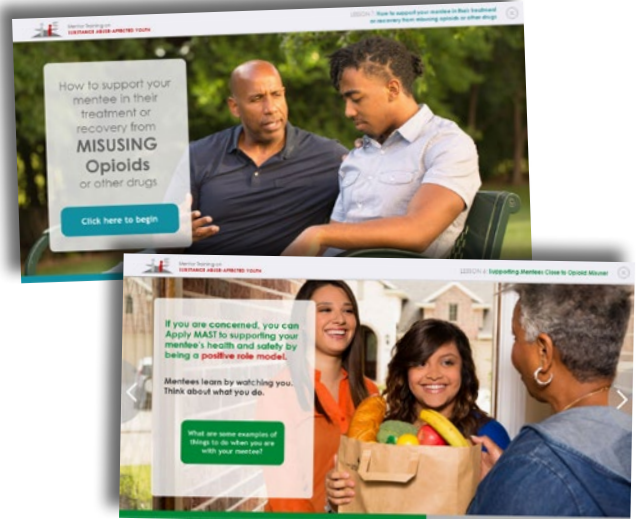 Mentor Training on
SUBSTANCE ABUSE-AFFECTED YOUTH
LESSON 7: How to support your mentee in their treatment
or recovery from misusing opioids or other drugs
How to support your
mentee in their
treatment or
recovery from
MISUSING
Opioids
or other drugs
Click here to begin
Mentor Training on
SUBSTANCE ABUSE-AFFECTED YOUTH
Supporting Mentees Close to Opioid Misuser
If you are concerned, you can
Apply MAST to supporting your
mentee's health and safety by
being a positive role model.
Mentees learn by watching you.
Think about what you do.
What are some examples of
things to do when you are
with your mentee?